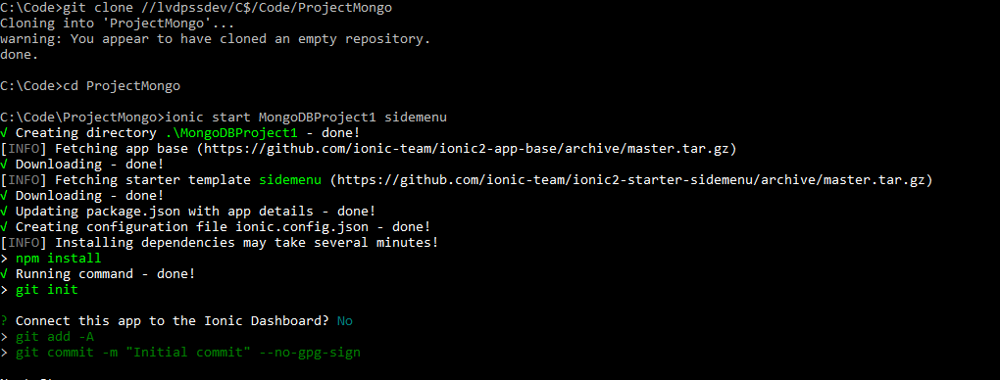 C:\Code>git clone //lvdpssdev/C$/Code/ProjectMongo
Cloning into 'ProjectMongo'...
warning: You appear to have cloned an empty repository.
done.
C:\Code>cd ProjectMongo
C:\Code\ProjectMongo>ionic start MongoDBProject1 sidemenu
√ Creating directory .\MongoDBProject1 - done!
[INFO] Fetching app base (https://github.com/ionic-team/ionic2-app-base/archive/master.tar.gz)
√ Downloading - done!
[INFO] Fetching starter template sidemenu (https://github.com/ionic-team/ionic2-starter-sidemenu/archive/master.tar.gz)
√ Downloading - done!
√ Updating package.json with app details - done!
√ Creating configuration file ionic.config.json - done!
[INFO] Installing dependencies may take several minutes!
> npm install
√ Running command - done!
> git init
? Connect this app to the Ionic Dashboard? No
> git add -A
> git commit -m "Initial commit" --no-gpg-sign